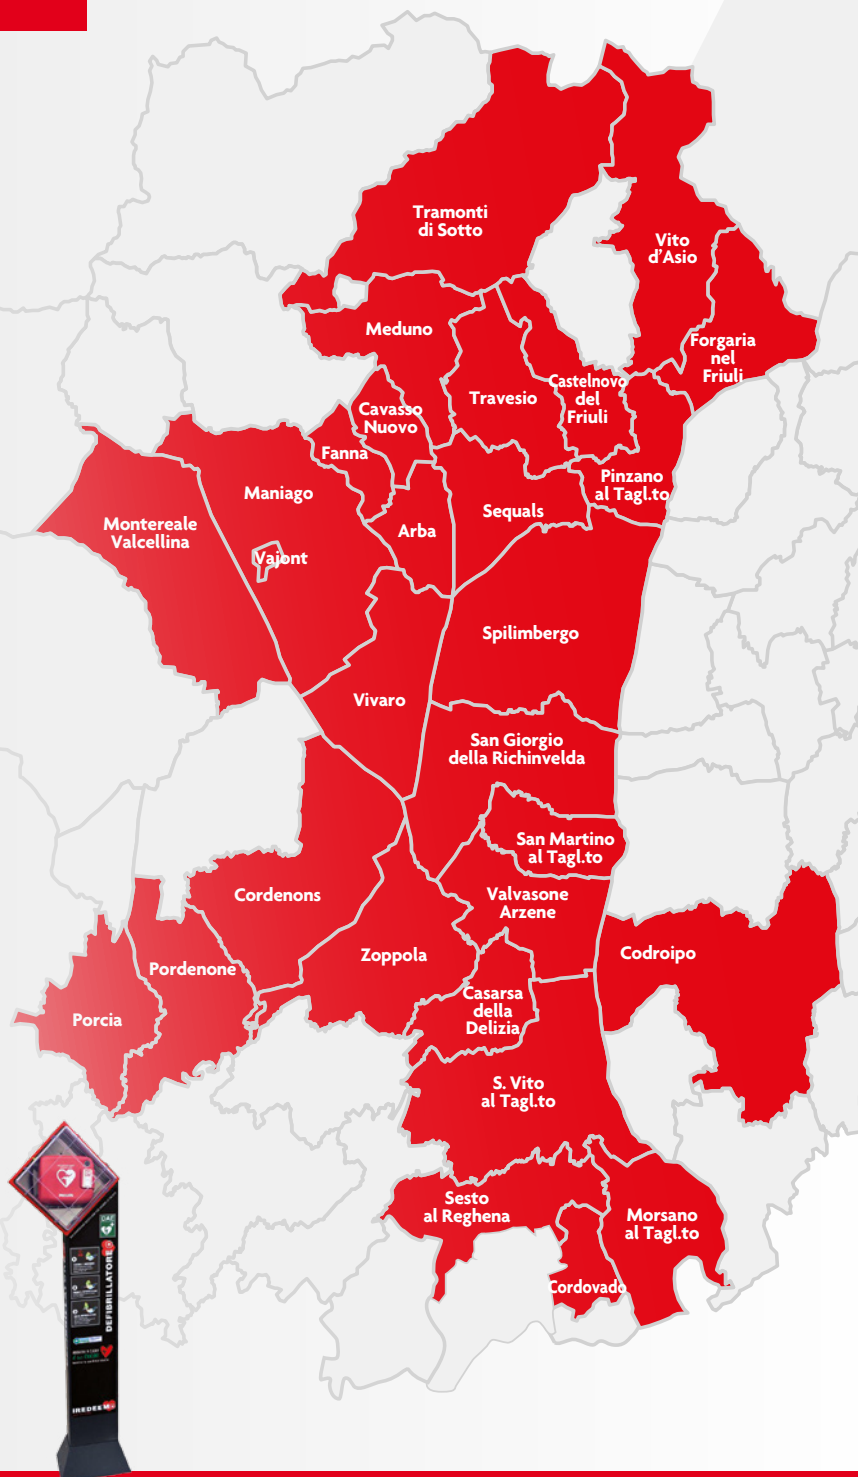 Tramonti
di Sotto
Vito
d'Asio
Meduno
Forgaria
nel
Friuli
Castelnovo
del
Friuli
Travesio
Cavasso
Nuovo
Fanna
Pinzano
al Tagl.to
Maniago
Sequals
Montereale
Valcellina
Arba
Vajont
Spilimbergo
Vivaro
San Giorgio
della Richinvelda
San Martino
al Tagl.to
Cordenons
Valvasone
Arzene
Codroipo
Zoppola
Pordenone
Casarsa
della
Delizia
Porcia
S. Vito
al Tagl.to
Sesto
al Reghena
Morsano
al Tagl.to
Cordovado
DAE
DEFIBRILLATORE
IREDEEM